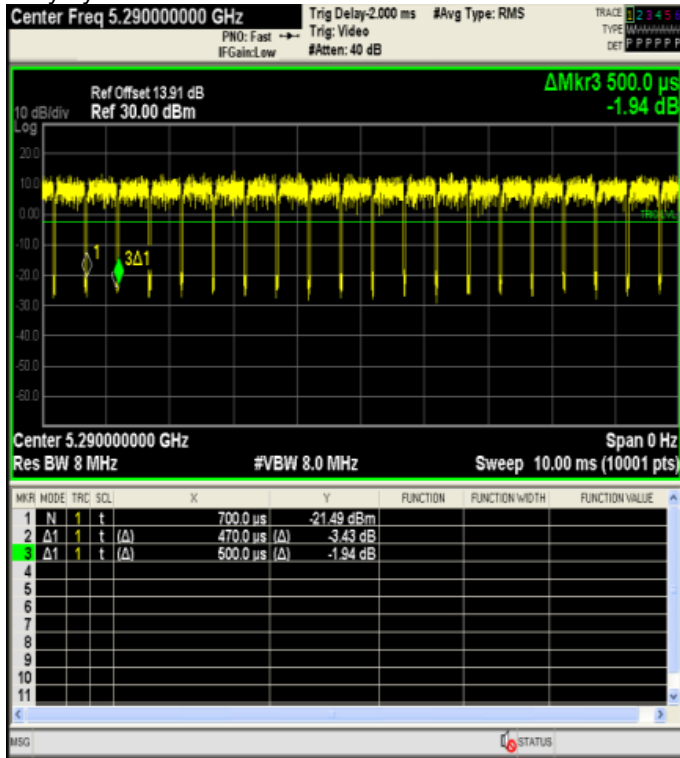 Center Freq 5.290000000 GHz
PNO: Fast
IFGain:Low
Trig Delay-2.000 ms
Trig: Video
#Atten: 40 dB
#Avg Type: RMS
TRACE 1 2 3 4 5 6
TYPE
DET P P P P P P
Ref Offset 13.91 dB
Ref 30.00 dBm
ΔMkr3 500.0 µs
-1.94 dB
10 dB/div
Log
20.0
10.0
0.00
-10.0
-20.0
-30.0
-40.0
-50.0
-60.0
TRIG LVL
1
3Δ1
Center 5.290000000 GHz
Span 0 Hz
Res BW 8 MHz
#VBW 8.0 MHz
Sweep 10.00 ms (10001 pts)
MKR MODE TRC SCL X Y FUNCTION FUNCTION WIDTH FUNCTION VALUE
1 N 1 t 700.0 µs -21.49 dBm
2 Δ1 1 t (Δ) 470.0 µs (Δ) -3.43 dB
3 Δ1 1 t (Δ) 500.0 µs (Δ) -1.94 dB
4
5
6
7
8
9
10
11
MSG
STATUS